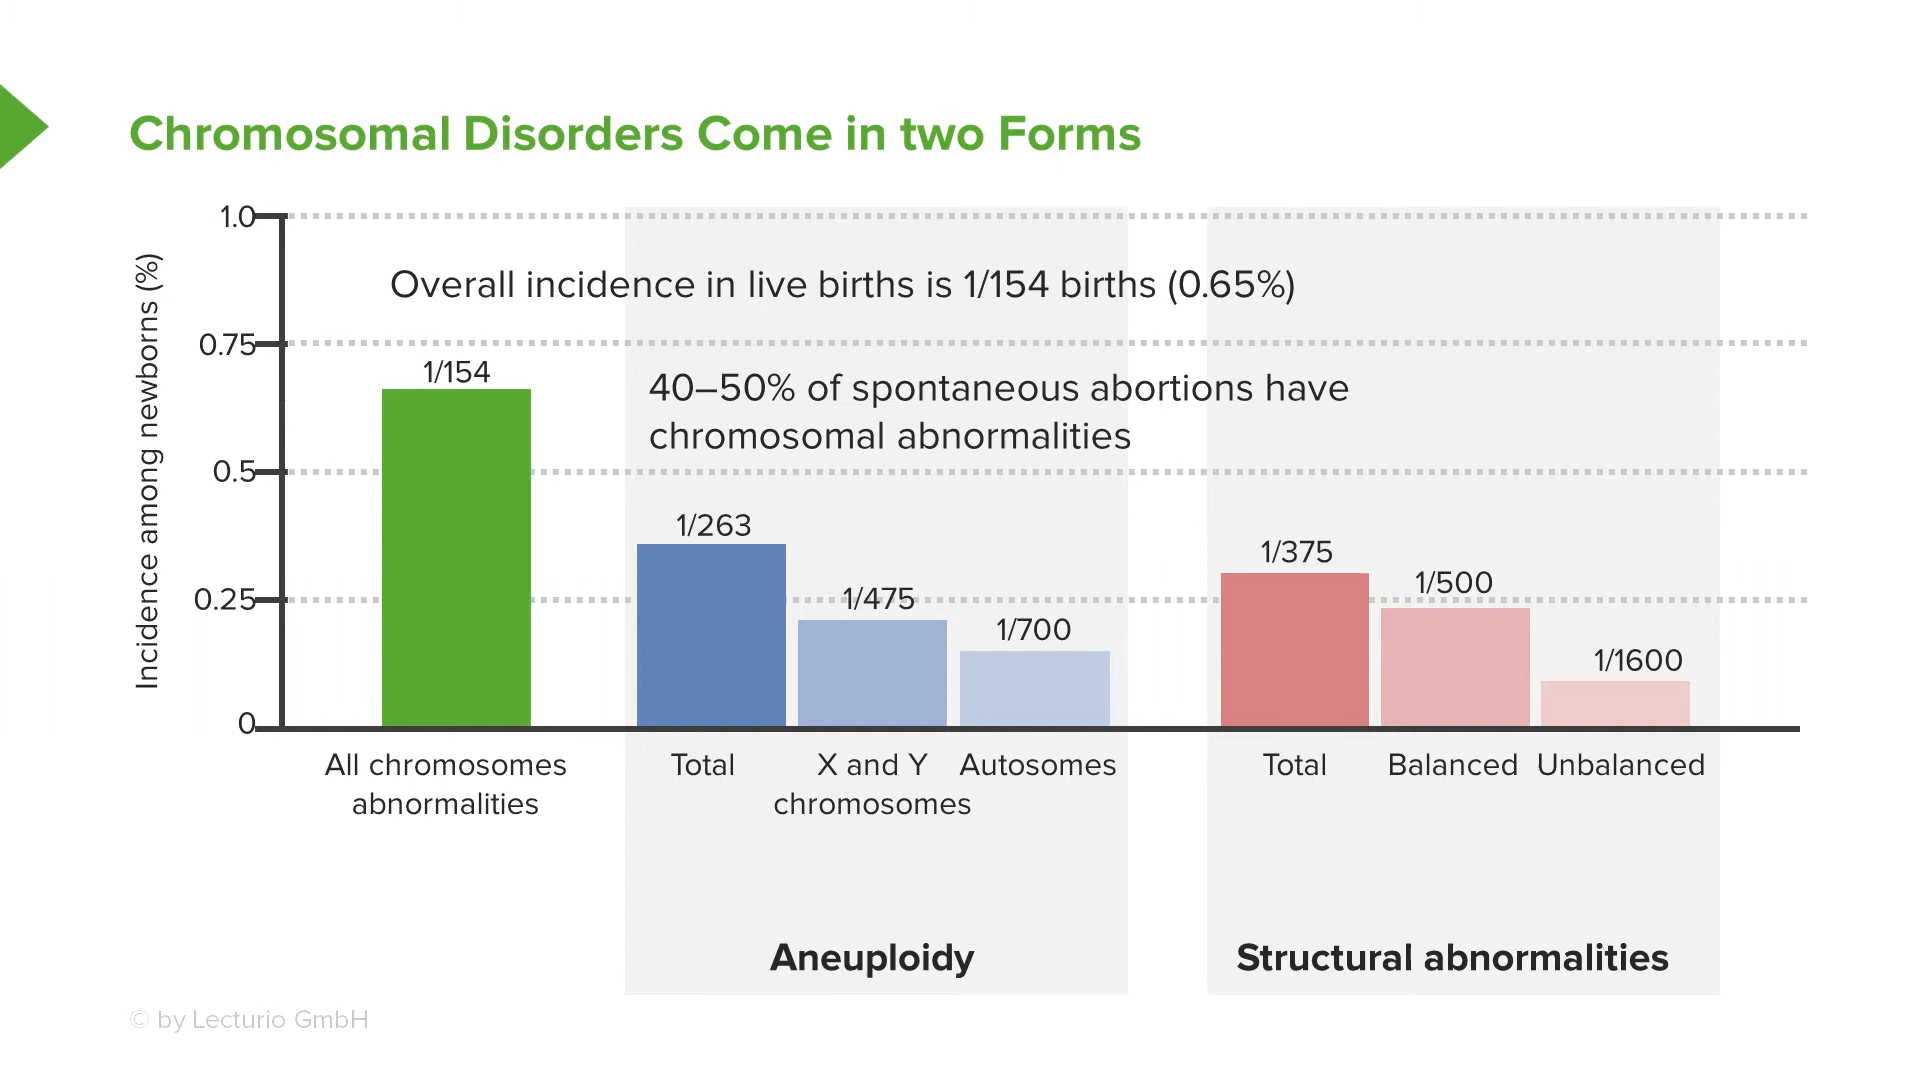 Chromosomal Disorders Come in two Forms
Incidence among newborns (%)
1.0
0.75
0.5
0.25
0
Overall incidence in live births is 1/154 births (0.65%)
40–50% of spontaneous abortions have
chromosomal abnormalities
1/154
1/263
1/475
1/700
1/375
1/500
1/1600
All chromosomes
abnormalities
Total
X and Y
chromosomes
Autosomes
Total
Balanced
Unbalanced
Aneuploidy
Structural abnormalities
© by Lecturio GmbH